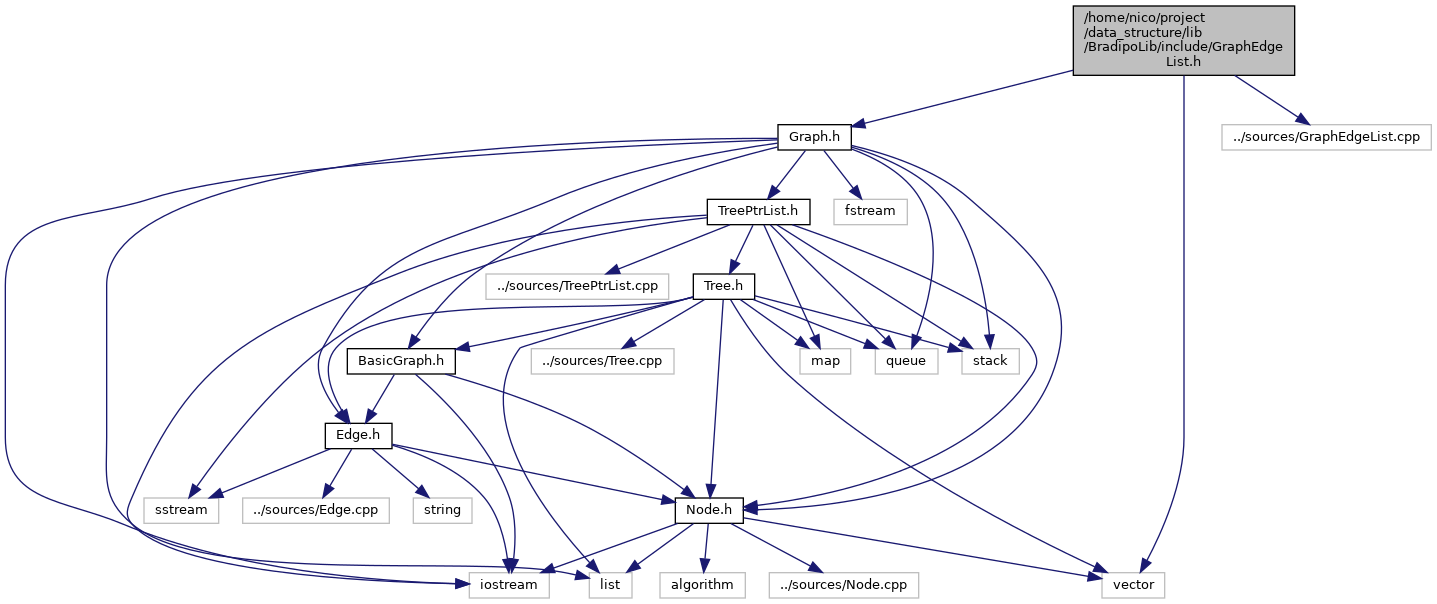 /home/nico/project
/data_structure/lib
/BradipoLib/include/GraphEdge
List.h
Graph.h
../sources/GraphEdgeList.cpp
TreePtrList.h
fstream
../sources/TreePtrList.cpp
Tree.h
BasicGraph.h
../sources/Tree.cpp
map
queue
stack
Edge.h
sstream
../sources/Edge.cpp
string
Node.h
iostream
list
algorithm
../sources/Node.cpp
vector